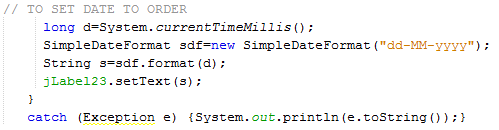 // TO SET DATE TO ORDER
long d=System.currentTimeMillis();
SimpleDateFormat sdf=new SimpleDateFormat("dd-MM-yyyy");
String s=sdf.format(d);
jLabel23.setText(s);
}
catch (Exception e) {System.out.println(e.toString());}